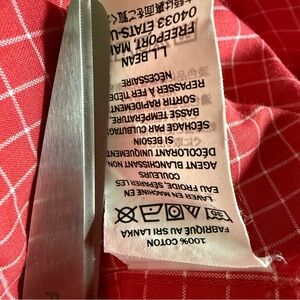 100% COTON
FABRIQUÉ AU SRI LANKA
LAVER EN MACHINE EN
EAU FROIDE, SÉPARER LES
COULEURS
AGENT BLANCHISSANT NON
DÉCOLORANT UNIQUEMENT
SI BESOIN
SÉCHAGE PAR CULBUTAGE
BASSE TEMPÉRATURE,
SORTIR RAPIDEMENT
REPASSER À FER TIÈDE
NÉCESSAIRE
L.L.BEAN
FREEPORT, MAI
04033 ÉTATS-U